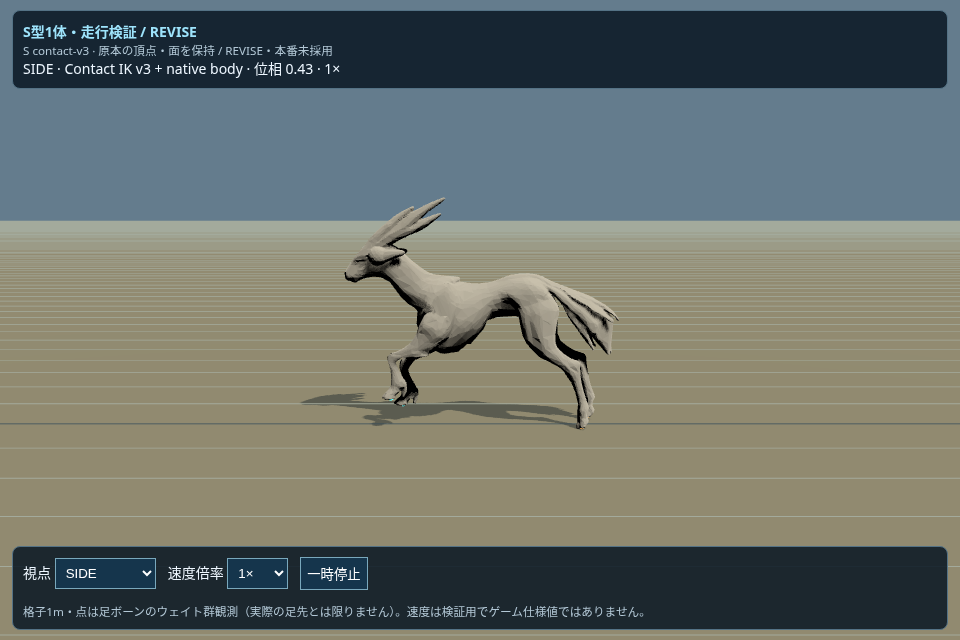 S型1体・走行検証 / REVISE
S contact-v3 · 原本の頂点・面を保持 / REVISE・本番未採用
SIDE · Contact IK v3 + native body · 位相 0.43 · 1×
視点 SIDE 速度倍率 1× 一時停止
格子1m・点は足ボーンのウェイト群観測（実際の足先とは限りません）。速度は検証用でゲーム仕様値ではありません。